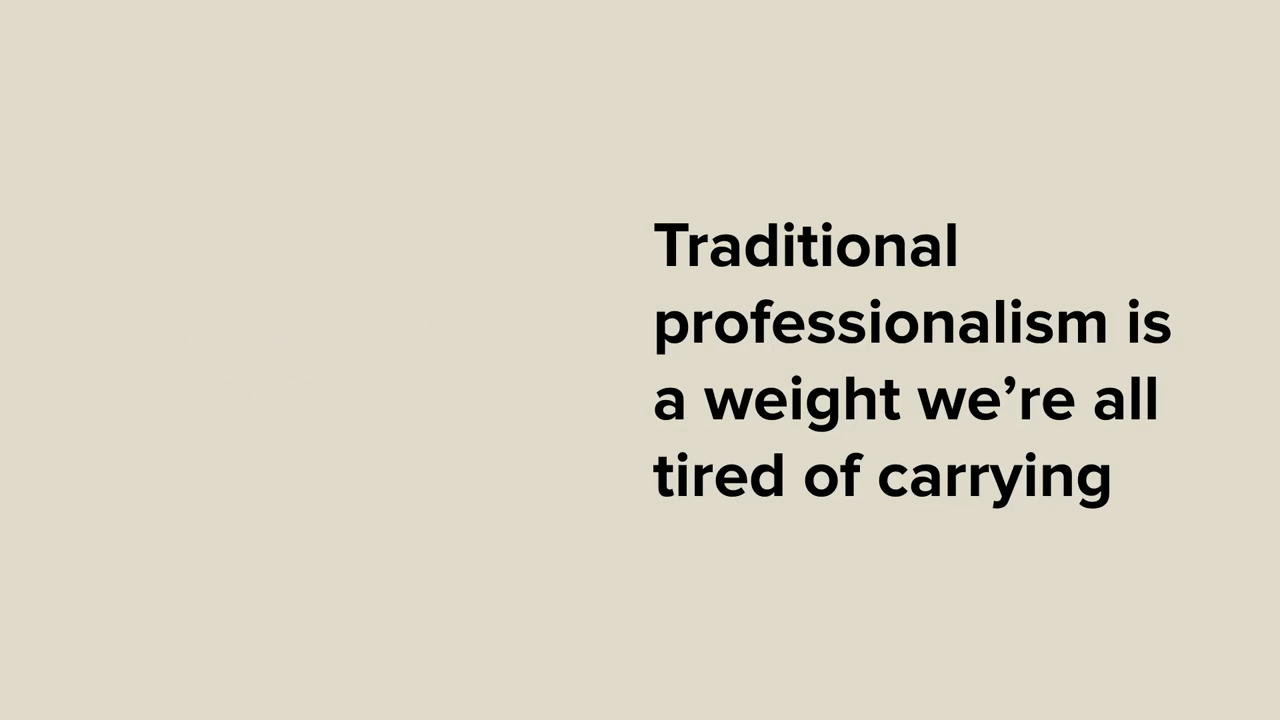 Traditional
professionalism is
a weight we’re all
tired of carrying